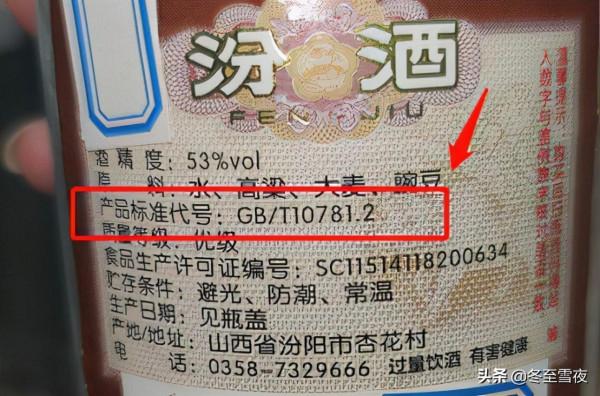 汾酒
FEN JIU
酒精度：53%vol
原料：水、高粱、大麦、豌豆
产品标准代号：GB/T10781.2
质量等级：优级
食品生产许可证编号：SC11514118200634
贮存条件：避光、防潮、常温
生产日期：见瓶盖
产地/地址：山西省汾阳市杏花村
电话：0358-7329666 过量饮酒 有害健康
温馨提示：
头条 @冬至雪夜